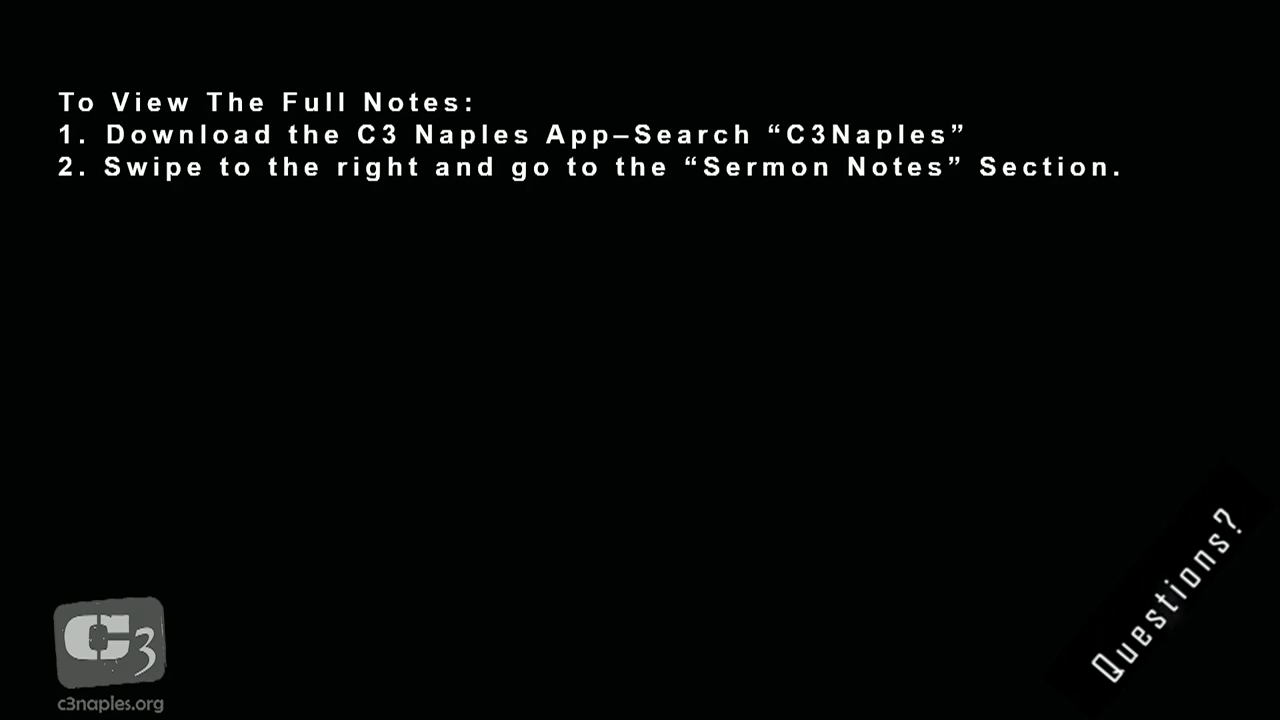 To View The Full Notes:
1. Download the C3 Naples App–Search “C3Naples”
2. Swipe to the right and go to the “Sermon Notes” Section.
Questions?
C3
c3naples.org